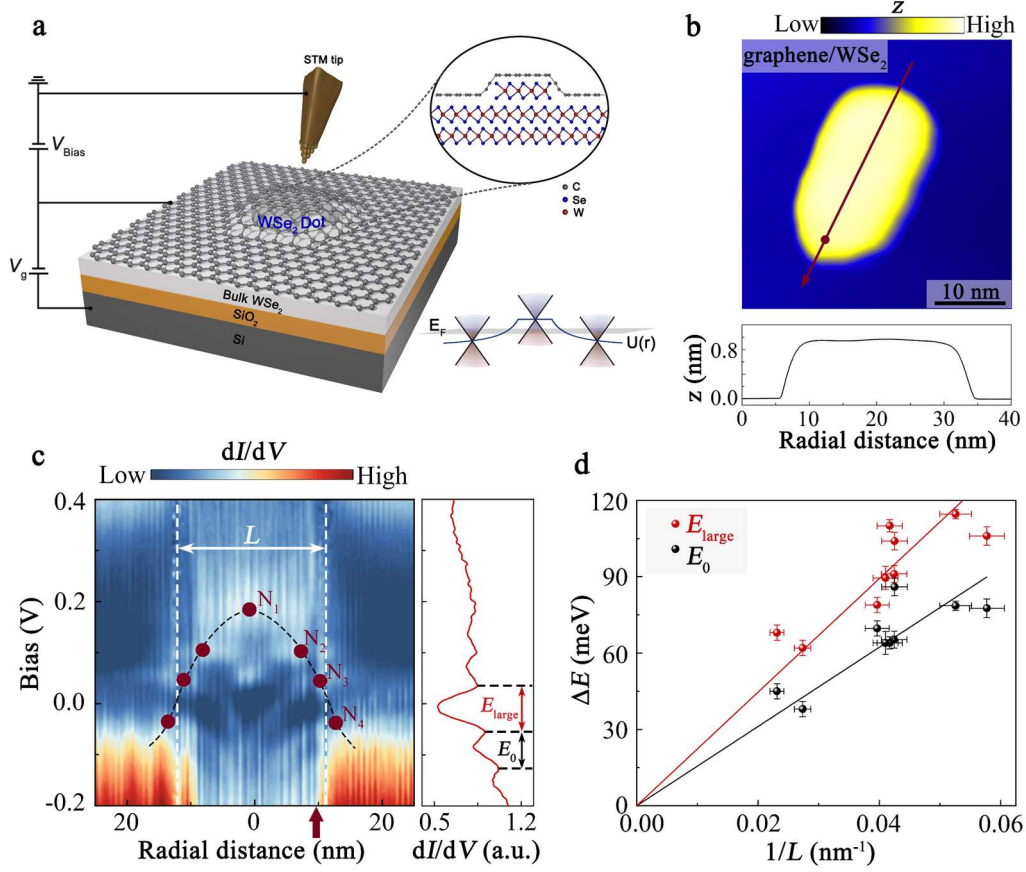 a
STM tip
V_Bias
V_g
WSe₂ Dot
Bulk WSe₂
SiO₂
Si
C
Se
W
E_F
U(r)
b
z
Low High
graphene/WSe₂
10 nm
z (nm)
0.8
0.0
0 10 20 30 40
Radial distance (nm)
c
dI/dV
Low High
Bias (V)
0.4
0.2
0.0
-0.2
L
N₁
N₂
N₃
N₄
20 0 20
Radial distance (nm)
E_large
E₀
0.5 1.2
dI/dV (a.u.)
d
ΔE (meV)
120
90
60
30
0
E_large
E₀
0.00 0.02 0.04 0.06
1/L (nm⁻¹)